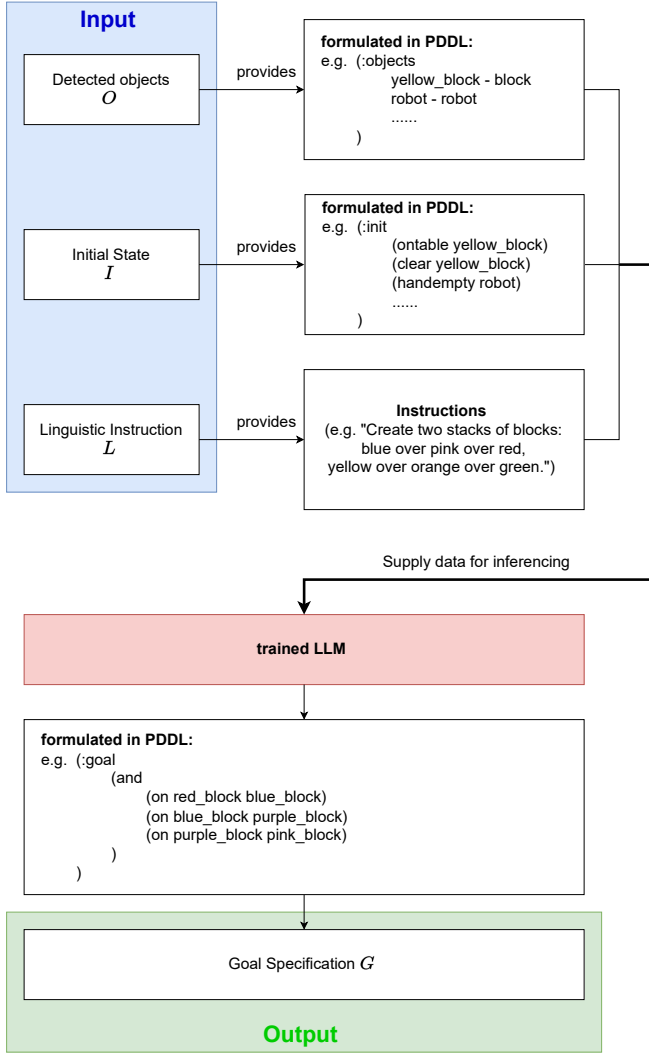 Input
Detected objects
O
provides
formulated in PDDL:
e.g. (:objects
yellow_block - block
robot - robot
......
)
Initial State
I
provides
formulated in PDDL:
e.g. (:init
(ontable yellow_block)
(clear yellow_block)
(handempty robot)
......
)
Linguistic Instruction
L
provides
Instructions
(e.g. "Create two stacks of blocks:
blue over pink over red,
yellow over orange over green.")
Supply data for inferencing
trained LLM
formulated in PDDL:
e.g. (:goal
(and
(on red_block blue_block)
(on blue_block purple_block)
(on purple_block pink_block)
)
)
Goal Specification G
Output